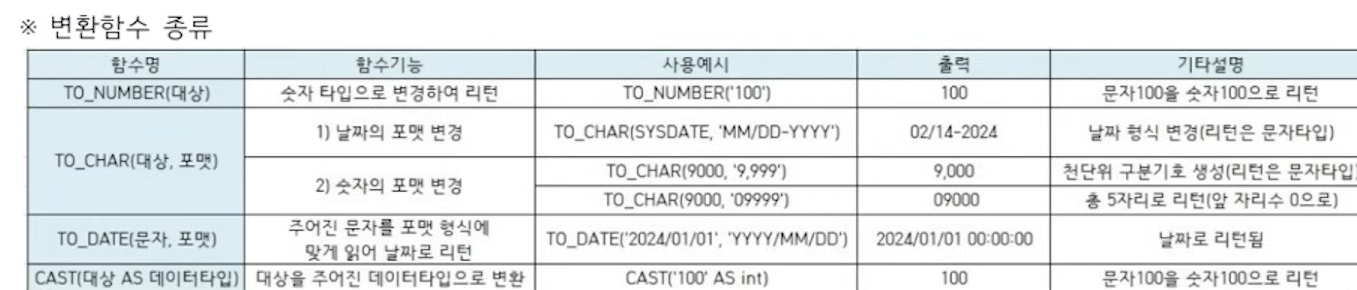 ※ 변환함수 종류
함수명 함수기능 사용예시 출력 기타설명
TO_NUMBER(대상) 숫자 타입으로 변경하여 리턴 TO_NUMBER('100') 100 문자100을 숫자100으로 리턴
TO_CHAR(대상, 포맷) 1) 날짜의 포맷 변경 TO_CHAR(SYSDATE, 'MM/DD-YYYY') 02/14-2024 날짜 형식 변경(리턴은 문자타입)
2) 숫자의 포맷 변경 TO_CHAR(9000, '9,999') 9,000 천단위 구분기호 생성(리턴은 문자타입)
TO_CHAR(9000, '09999') 09000 총 5자리로 리턴(앞 자리수 0으로)
TO_DATE(문자, 포맷) 주어진 문자를 포맷 형식에
맞게 읽어 날짜로 리턴 TO_DATE('2024/01/01', 'YYYY/MM/DD') 2024/01/01 00:00:00 날짜로 리턴됨
CAST(대상 AS 데이터타입) 대상을 주어진 데이터타입으로 변환 CAST('100' AS int) 100 문자100을 숫자100으로 리턴